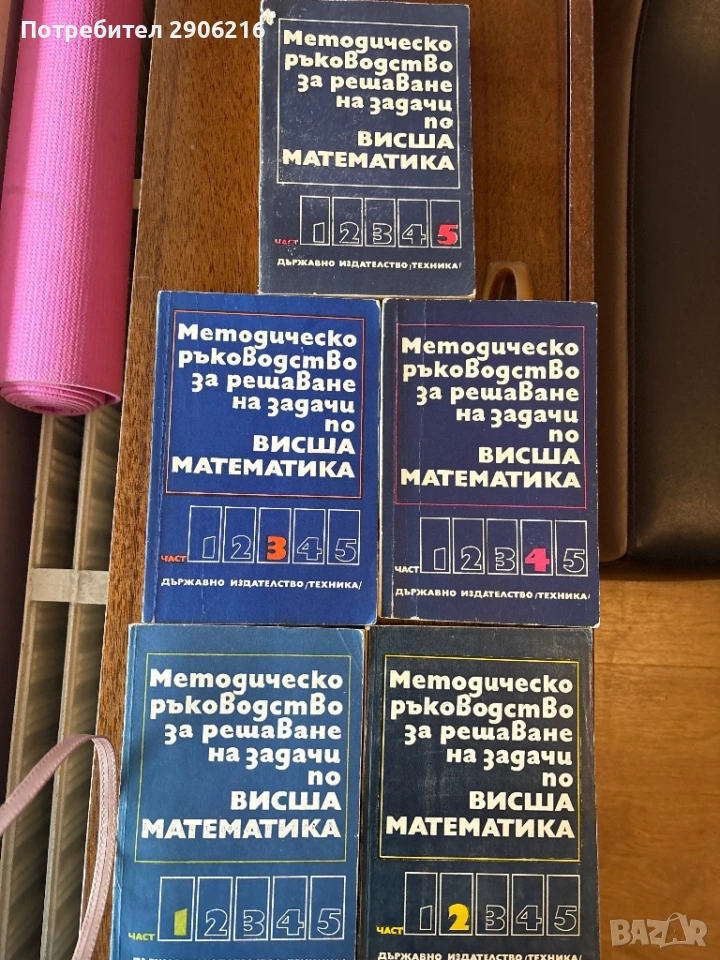 Потребител 2906216
Методическо
ръководство
за решаване
на задачи
по
ВИСША
МАТЕМАТИКА
ЧАСТ 1 2 3 4 5
ДЪРЖАВНО ИЗДАТЕЛСТВО /ТЕХНИКА/
Методическо
ръководство
за решаване
на задачи
по
ВИСША
МАТЕМАТИКА
ЧАСТ 1 2 3 4 5
ДЪРЖАВНО ИЗДАТЕЛСТВО /ТЕХНИКА/
Методическо
ръководство
за решаване
на задачи
по
ВИСША
МАТЕМАТИКА
ЧАСТ 1 2 3 4 5
ДЪРЖАВНО ИЗДАТЕЛСТВО /ТЕХНИКА/
Методическо
ръководство
за решаване
на задачи
по
ВИСША
МАТЕМАТИКА
ЧАСТ 1 2 3 4 5
Методическо
ръководство
за решаване
на задачи
по
ВИСША
МАТЕМАТИКА
ЧАСТ 1 2 3 4 5
ДЪРЖАВНО ИЗДАТЕЛСТВО /ТЕХНИКА/
BAZAR